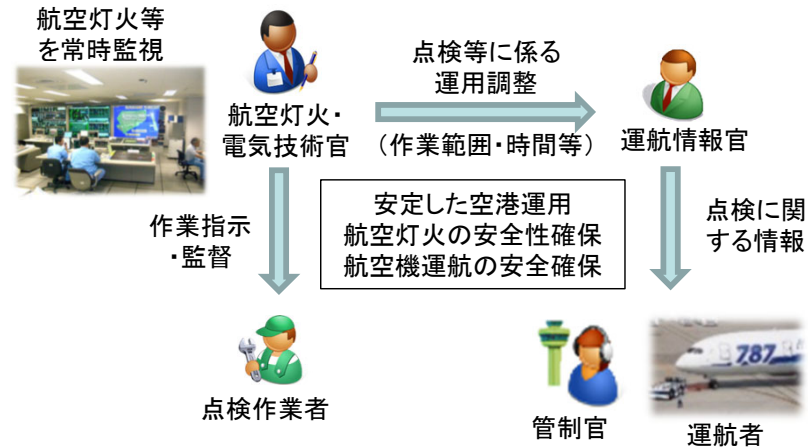 航空灯火等
を常時監視
航空灯火・
電気技術官
点検等に係る
運用調整
（作業範囲・時間等）
運航情報官
作業指示
・監督
安定した空港運用
航空灯火の安全性確保
航空機運航の安全確保
点検に関
する情報
点検作業者
管制官
787
運航者